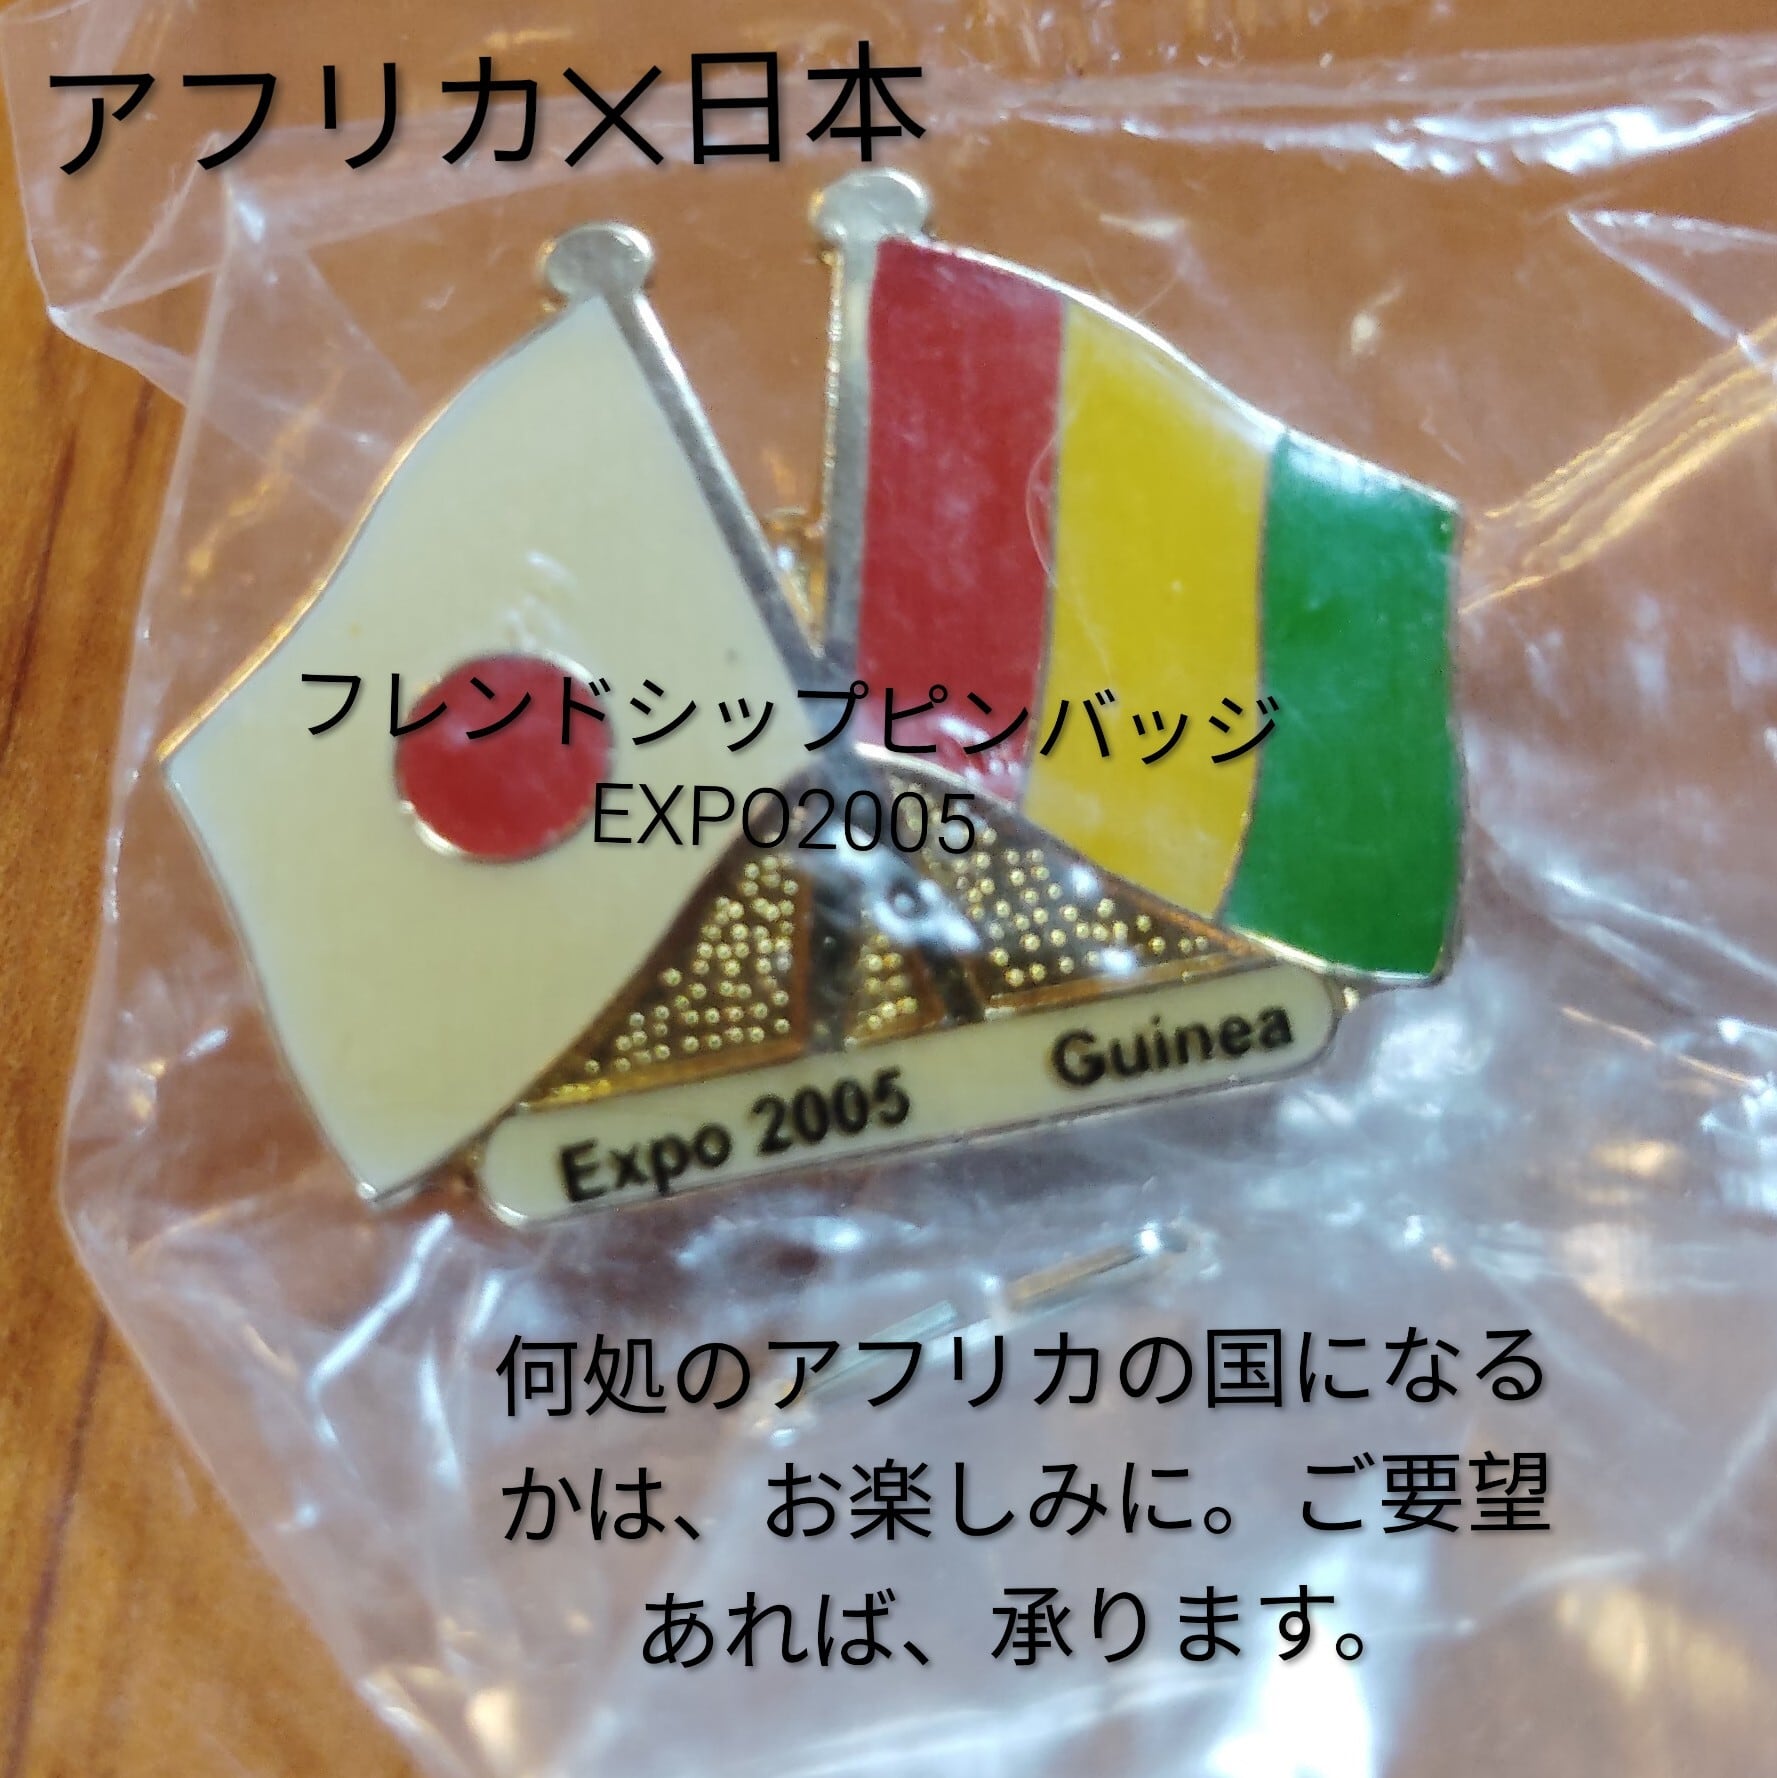 アフリカ×日本
フレンドシップピンバッジ
EXPO2005
Expo 2005 Guinea
何処のアフリカの国になる
かは、お楽しみに。ご要望
あれば、承ります。